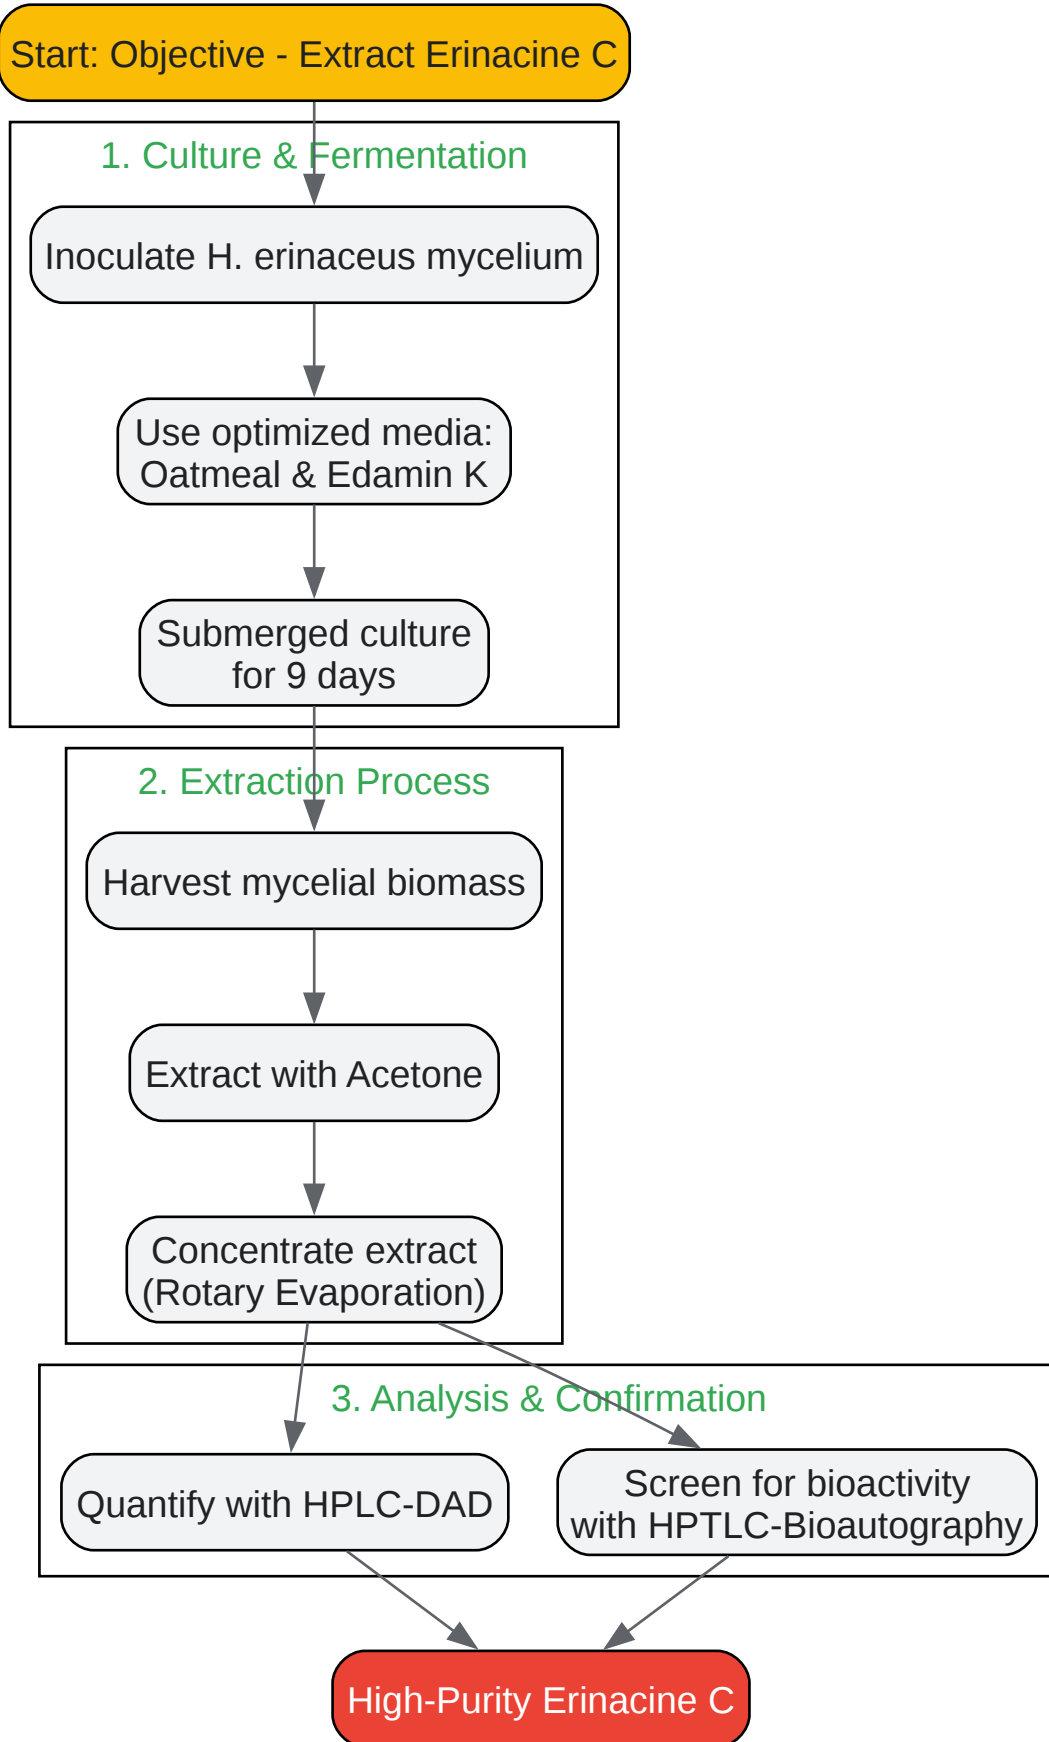 Start: Objective - Extract Erinacine C
1. Culture & Fermentation
Inoculate H. erinaceus mycelium
Use optimized media:
Oatmeal & Edamin K
Submerged culture
for 9 days
2. Extraction Process
Harvest mycelial biomass
Extract with Acetone
Concentrate extract
(Rotary Evaporation)
3. Analysis & Confirmation
Quantify with HPLC-DAD
Screen for bioactivity
with HPTLC-Bioautography
High-Purity Erinacine C